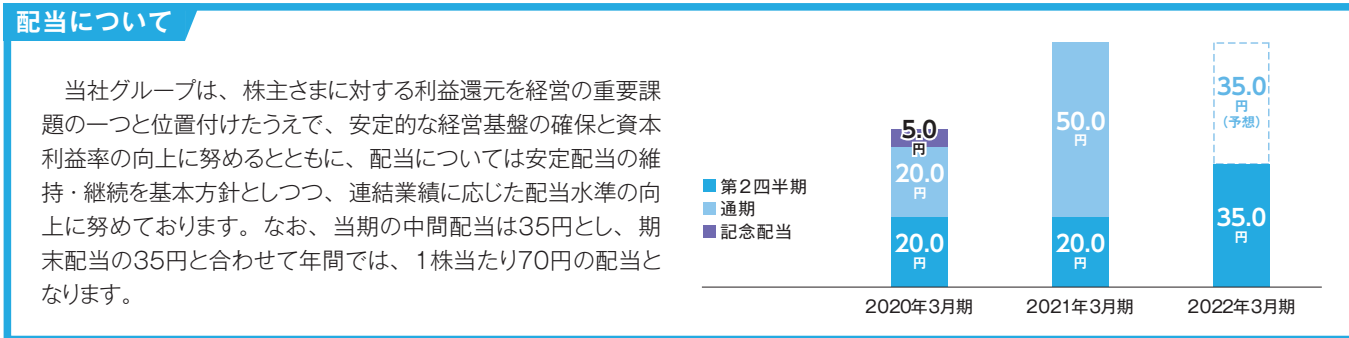 配当について
当社グループは、株主さまに対する利益還元を経営の重要課
題の一つと位置付けたうえで、安定的な経営基盤の確保と資本
利益率の向上に努めるとともに、配当については安定配当の維
持・継続を基本方針としつつ、連結業績に応じた配当水準の向
上に努めております。なお、当期の中間配当は35円とし、期
末配当の35円と合わせて年間では、1株当たり70円の配当と
なります。
第2四半期
通期
記念配当
5.0
円
20.0
円
20.0
円
2020年3月期
50.0
円
20.0
円
2021年3月期
35.0
円
（予想）
35.0
円
2022年3月期